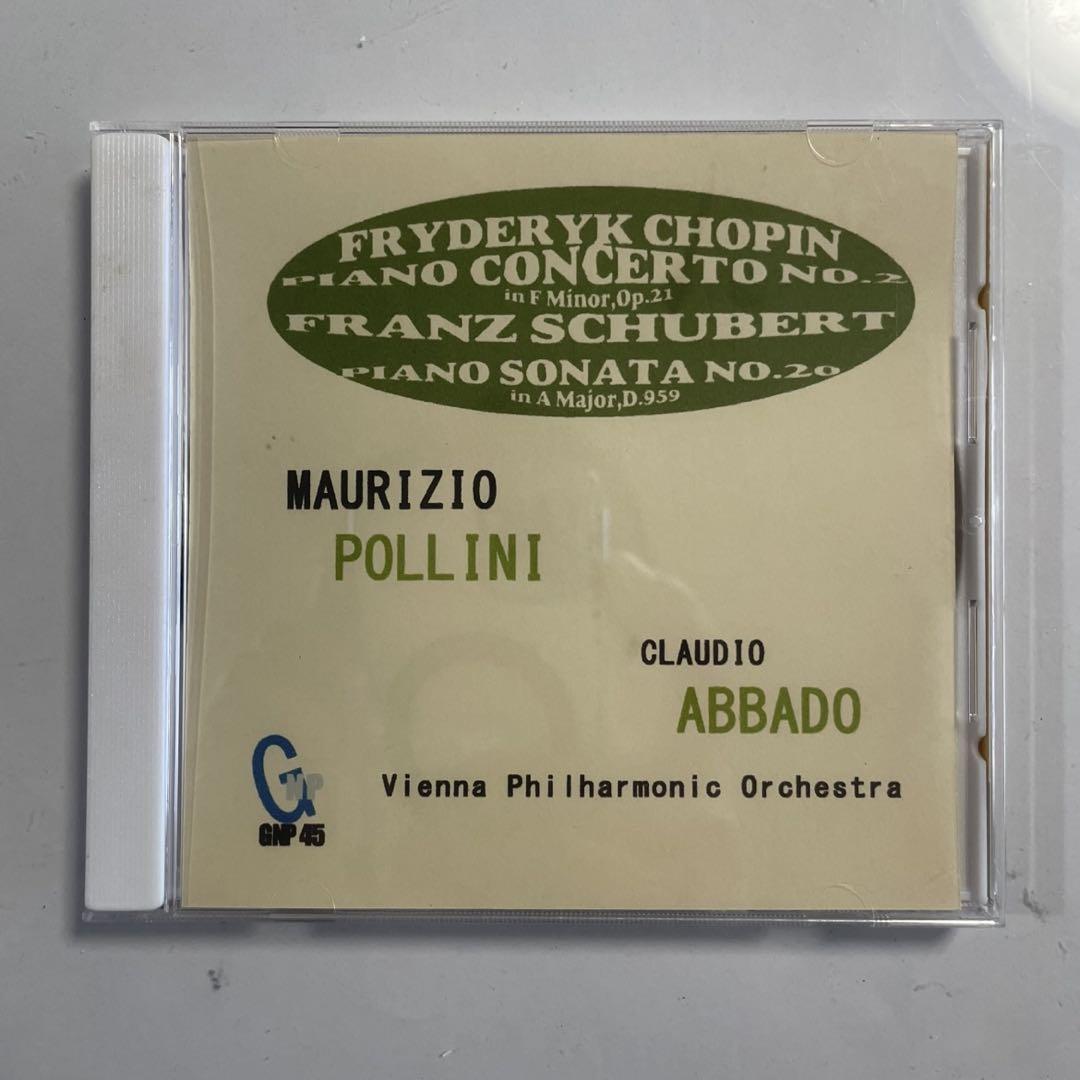 FRYDERYK CHOPIN
PIANO CONCERTO NO.2
in F Minor,Op.21
FRANZ SCHUBERT
PIANO SONATA NO.20
in A Major,D.959
MAURIZIO
POLLINI
CLAUDIO
ABBADO
Vienna Philharmonic Orchestra
GNP
GNP 45